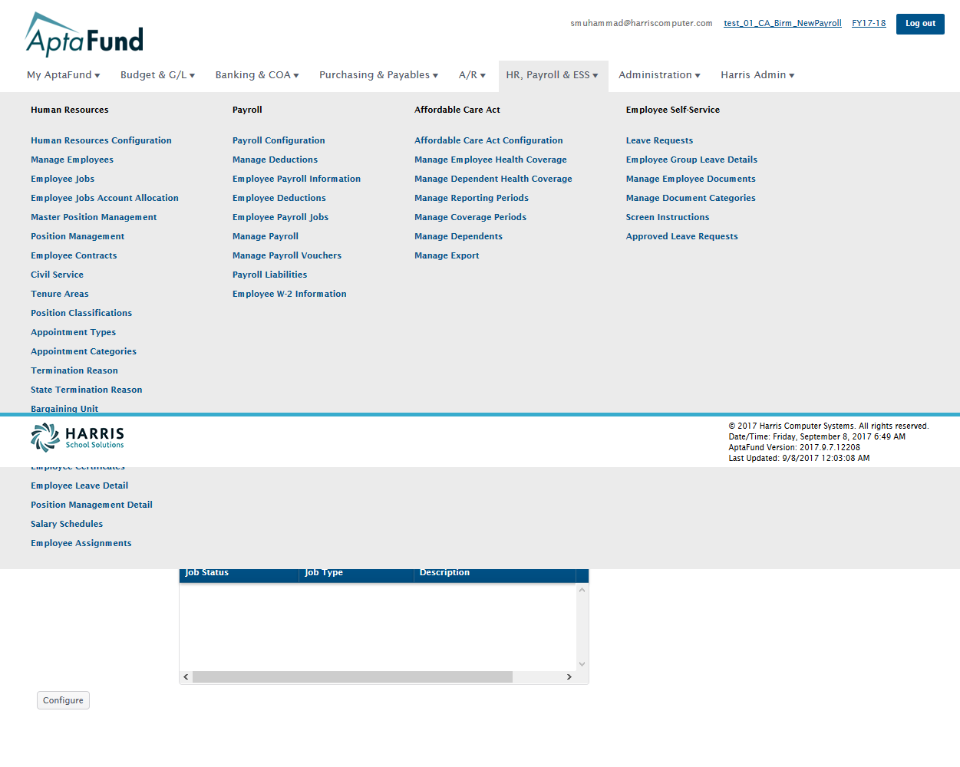 AptaFund
smuhammad@harriscomputer.com test_01_CA_Birm_NewPayroll FY17-18 Log out
My AptaFund Budget & G/L Banking & COA Purchasing & Payables A/R HR, Payroll & ESS Administration Harris Admin
Human Resources
Human Resources Configuration
Manage Employees
Employee Jobs
Employee Jobs Account Allocation
Master Position Management
Position Management
Employee Contracts
Civil Service
Tenure Areas
Position Classifications
Appointment Types
Appointment Categories
Termination Reason
State Termination Reason
Bargaining Unit
Payroll
Payroll Configuration
Manage Deductions
Employee Payroll Information
Employee Deductions
Employee Payroll Jobs
Manage Payroll
Manage Payroll Vouchers
Payroll Liabilities
Employee W-2 Information
Affordable Care Act
Affordable Care Act Configuration
Manage Employee Health Coverage
Manage Dependent Health Coverage
Manage Reporting Periods
Manage Coverage Periods
Manage Dependents
Manage Export
Employee Self-Service
Leave Requests
Employee Group Leave Details
Manage Employee Documents
Manage Document Categories
Screen Instructions
Approved Leave Requests
HARRIS
School Solutions
© 2017 Harris Computer Systems. All rights reserved.
Date/Time: Friday, September 8, 2017 6:49 AM
AptaFund Version: 2017.9.7.12208
Last Updated: 9/8/2017 12:03:08 AM
Employee Certificates
Employee Leave Detail
Position Management Detail
Salary Schedules
Employee Assignments
Job Status Job Type Description
Configure